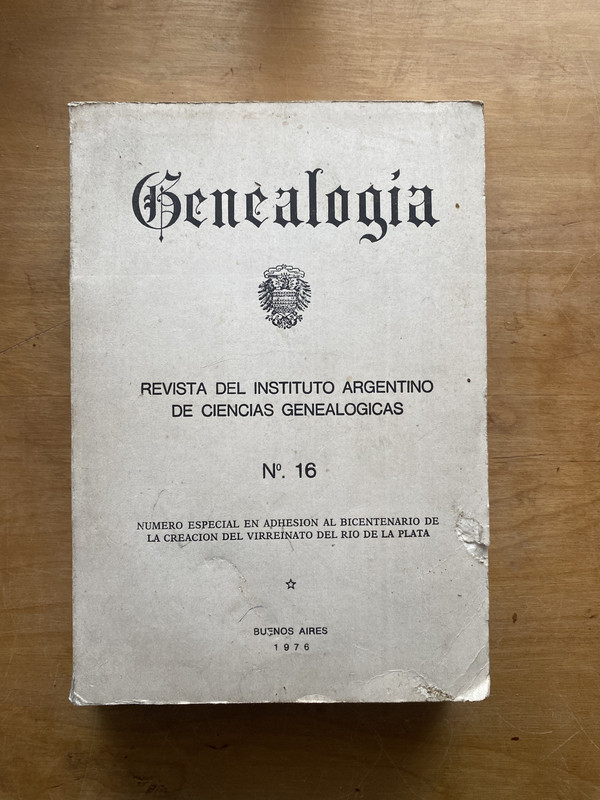 Genealogia
REVISTA DEL INSTITUTO ARGENTINO
DE CIENCIAS GENEALOGICAS
Nº. 16
NUMERO ESPECIAL EN ADHESION AL BICENTENARIO DE
LA CREACION DEL VIRREINATO DEL RIO DE LA PLATA
BUENOS AIRES
1976